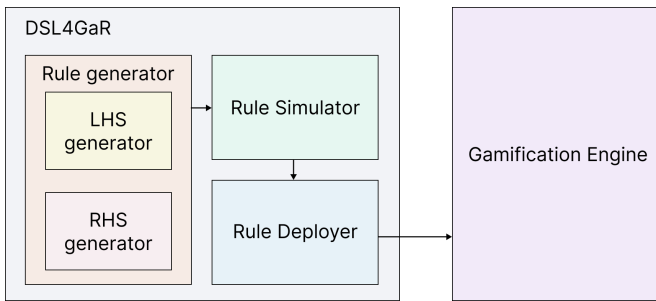 DSL4GaR
Rule generator
LHS
generator
RHS
generator
Rule Simulator
Rule Deployer
Gamification Engine